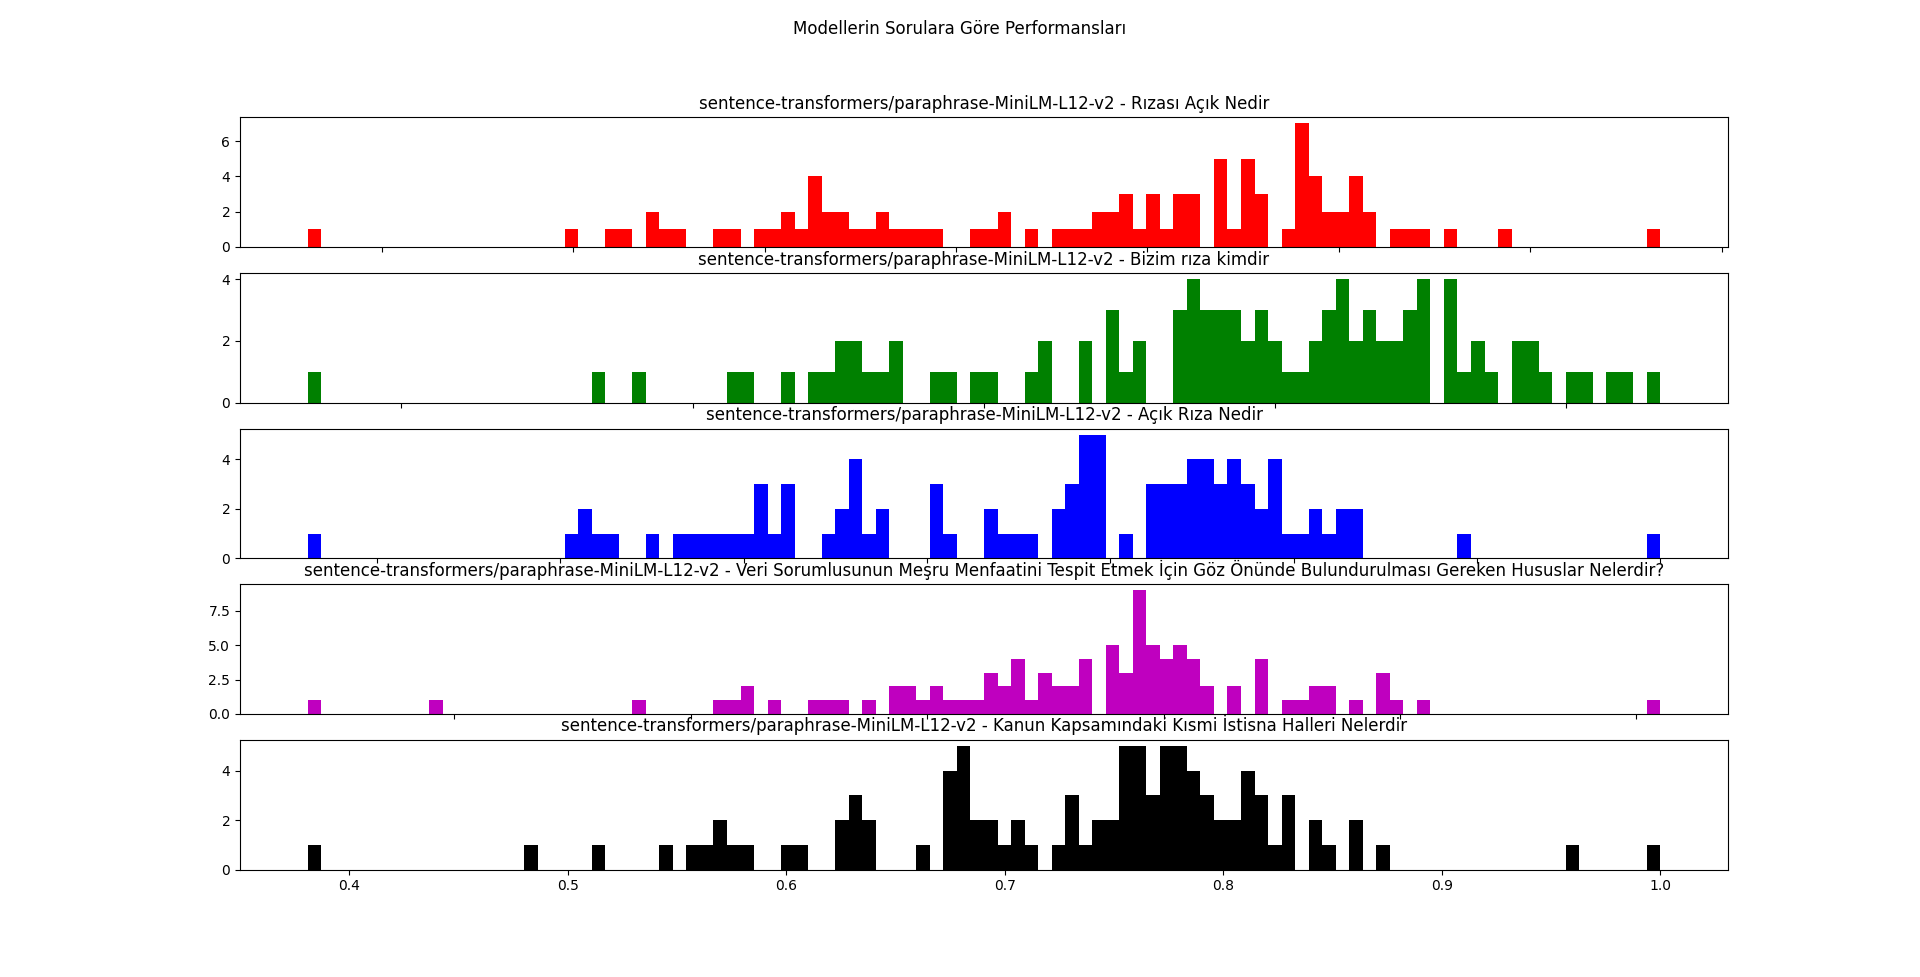 Modellerin Sorulara Göre Performansları
sentence-transformers/paraphrase-MiniLM-L12-v2 - Rızası Açık Nedir
6
4
2
0
sentence-transformers/paraphrase-MiniLM-L12-v2 - Bizim rıza kimdir
4
2
0
sentence-transformers/paraphrase-MiniLM-L12-v2 - Açık Rıza Nedir
4
2
0
sentence-transformers/paraphrase-MiniLM-L12-v2 - Veri Sorumlusunun Meşru Menfaatini Tespit Etmek İçin Göz Önünde Bulundurulması Gereken Hususlar Nelerdir?
7.5
5.0
2.5
0.0
sentence-transformers/paraphrase-MiniLM-L12-v2 - Kanun Kapsamındaki Kısmi İstisna Halleri Nelerdir
4
2
0
0.4 0.5 0.6 0.7 0.8 0.9 1.0